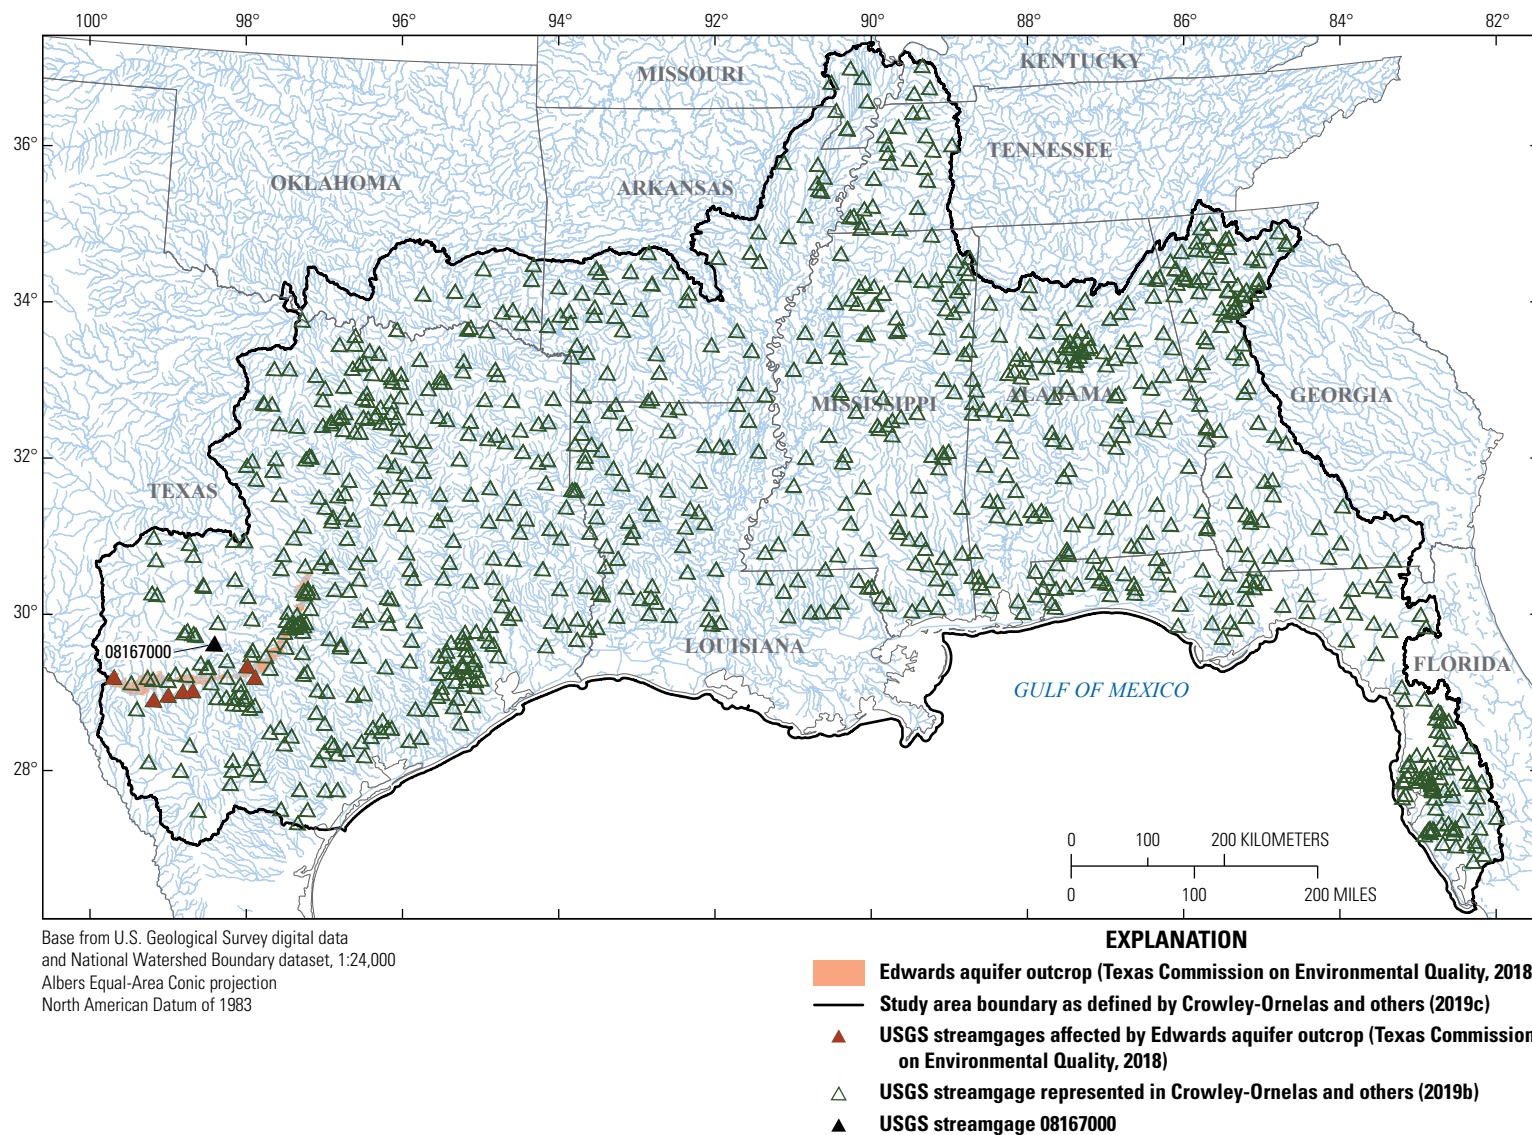 100° 98° 96° 94° 92° 90° 88° 86° 84° 82°
MISSOURI
KENTUCKY
36°
TENNESSEE
OKLAHOMA
ARKANSAS
34°
MISSISSIPPI
ALABAMA
GEORGIA
32°
TEXAS
30°
08167000
LOUISIANA
FLORIDA
GULF OF MEXICO
28°
0 100 200 KILOMETERS
0 100 200 MILES
Base from U.S. Geological Survey digital data
and National Watershed Boundary dataset, 1:24,000
Albers Equal-Area Conic projection
North American Datum of 1983
EXPLANATION
Edwards aquifer outcrop (Texas Commission on Environmental Quality, 2018
Study area boundary as defined by Crowley-Ornelas and others (2019c)
USGS streamgages affected by Edwards aquifer outcrop (Texas Commission
on Environmental Quality, 2018)
USGS streamgage represented in Crowley-Ornelas and others (2019b)
USGS streamgage 08167000